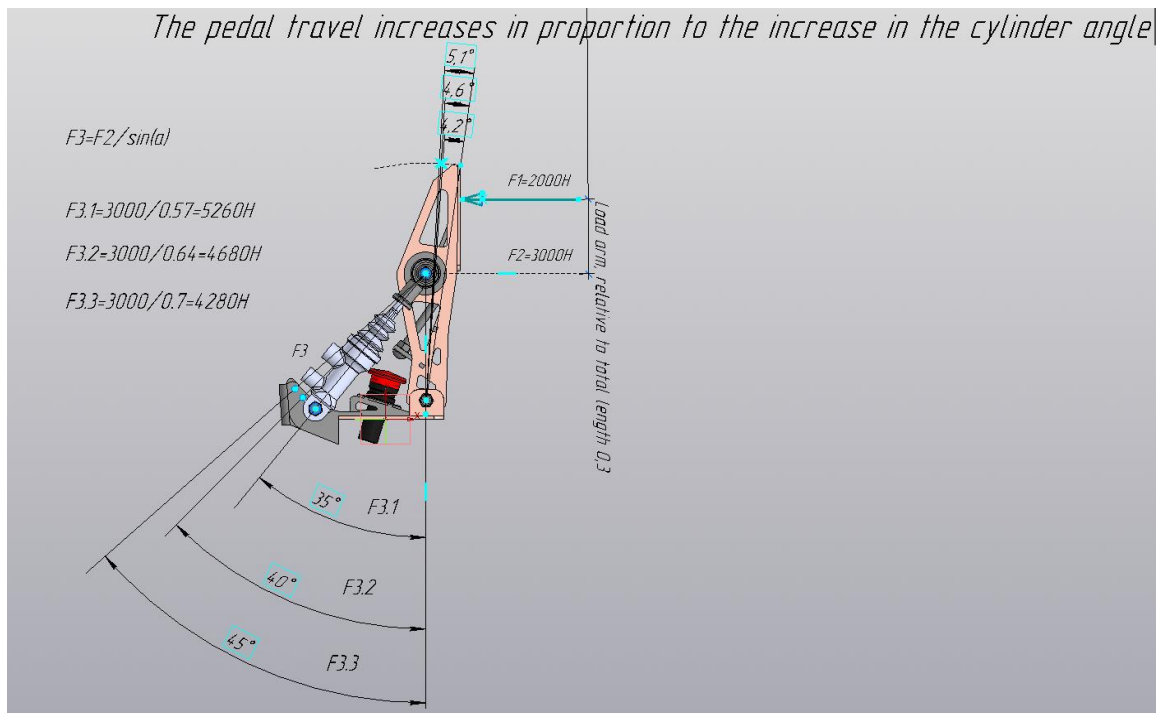 The pedal travel increases in proportion to the increase in the cylinder angle
5,1°
4,6°
4,2°
F3=F2/sin(a)
F1=2000H
F3.1=3000/0.57=5260H
F3.2=3000/0.64=4680H
F2=3000H
F3.3=3000/0.7=4280H
Load arm, relative to total length 0,3
F3
x
35°
F3.1
40°
F3.2
45°
F3.3